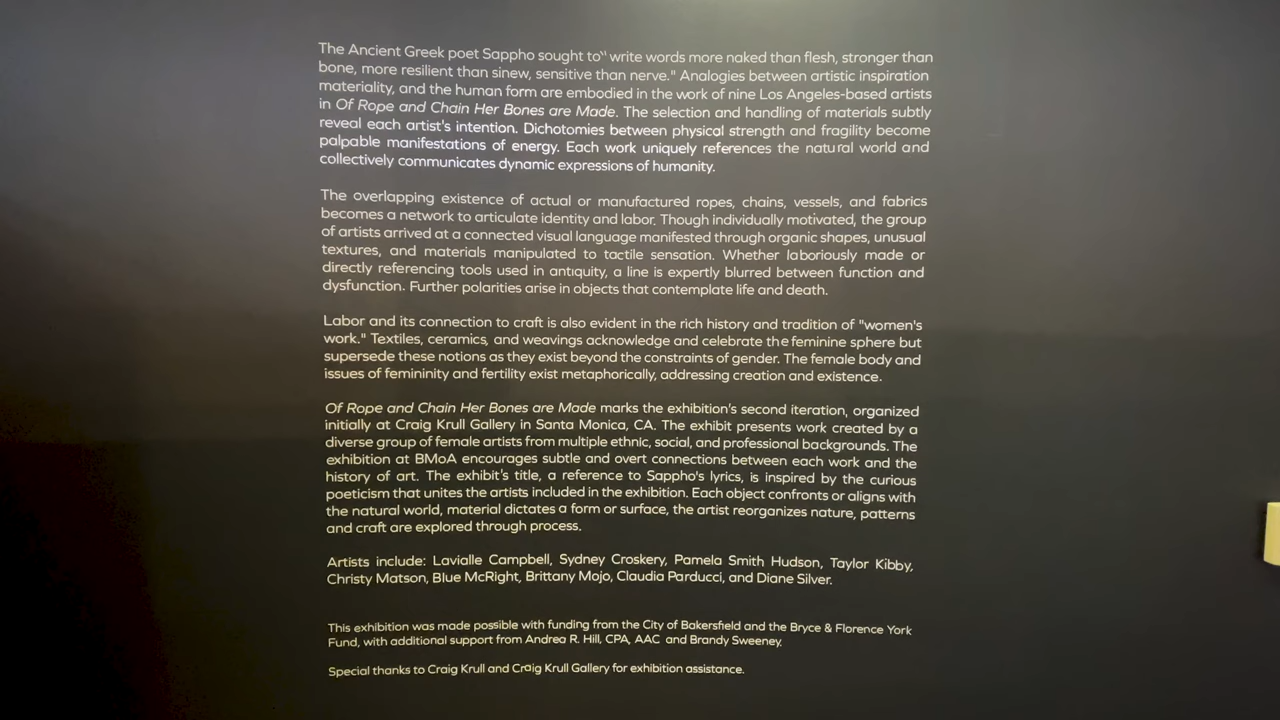 The Ancient Greek poet Sappho sought to" write words more naked than flesh, stronger than
bone, more resilient than sinew, sensitive than nerve." Analogies between artistic inspiration
materiality, and the human form are embodied in the work of nine Los Angeles-based artists
in Of Rope and Chain Her Bones are Made. The selection and handling of materials subtly
reveal each artist's intention. Dichotomies between physical strength and fragility become
palpable manifestations of energy. Each work uniquely references the natural world and
collectively communicates dynamic expressions of humanity.
The overlapping existence of actual or manufactured ropes, chains, vessels, and fabrics
becomes a network to articulate identity and labor. Though individually motivated, the group
of artists arrived at a connected visual language manifested through organic shapes, unusual
textures, and materials manipulated to tactile sensation. Whether laboriously made or
directly referencing tools used in antiquity, a line is expertly blurred between function and
dysfunction. Further polarities arise in objects that contemplate life and death.
Labor and its connection to craft is also evident in the rich history and tradition of "women's
work." Textiles, ceramics, and weavings acknowledge and celebrate the feminine sphere but
supersede these notions as they exist beyond the constraints of gender. The female body and
issues of femininity and fertility exist metaphorically, addressing creation and existence.
Of Rope and Chain Her Bones are Made marks the exhibition's second iteration, organized
initially at Craig Krull Gallery in Santa Monica, CA. The exhibit presents work created by a
diverse group of female artists from multiple ethnic, social, and professional backgrounds. The
exhibition at BMoA encourages subtle and overt connections between each work and the
history of art. The exhibit's title, a reference to Sappho's lyrics, is inspired by the curious
poeticism that unites the artists included in the exhibition. Each object confronts or aligns with
the natural world, material dictates a form or surface, the artist reorganizes nature, patterns
and craft are explored through process.
Artists include: Lavialle Campbell, Sydney Croskery, Pamela Smith Hudson, Taylor Kibby,
Christy Matson, Blue McRight, Brittany Mojo, Claudia Parducci, and Diane Silver.
This exhibition was made possible with funding from the City of Bakersfield and the Bryce & Florence York
Fund, with additional support from Andrea R. Hill, CPA, AAC and Brandy Sweeney.
Special thanks to Craig Krull and Craig Krull Gallery for exhibition assistance.